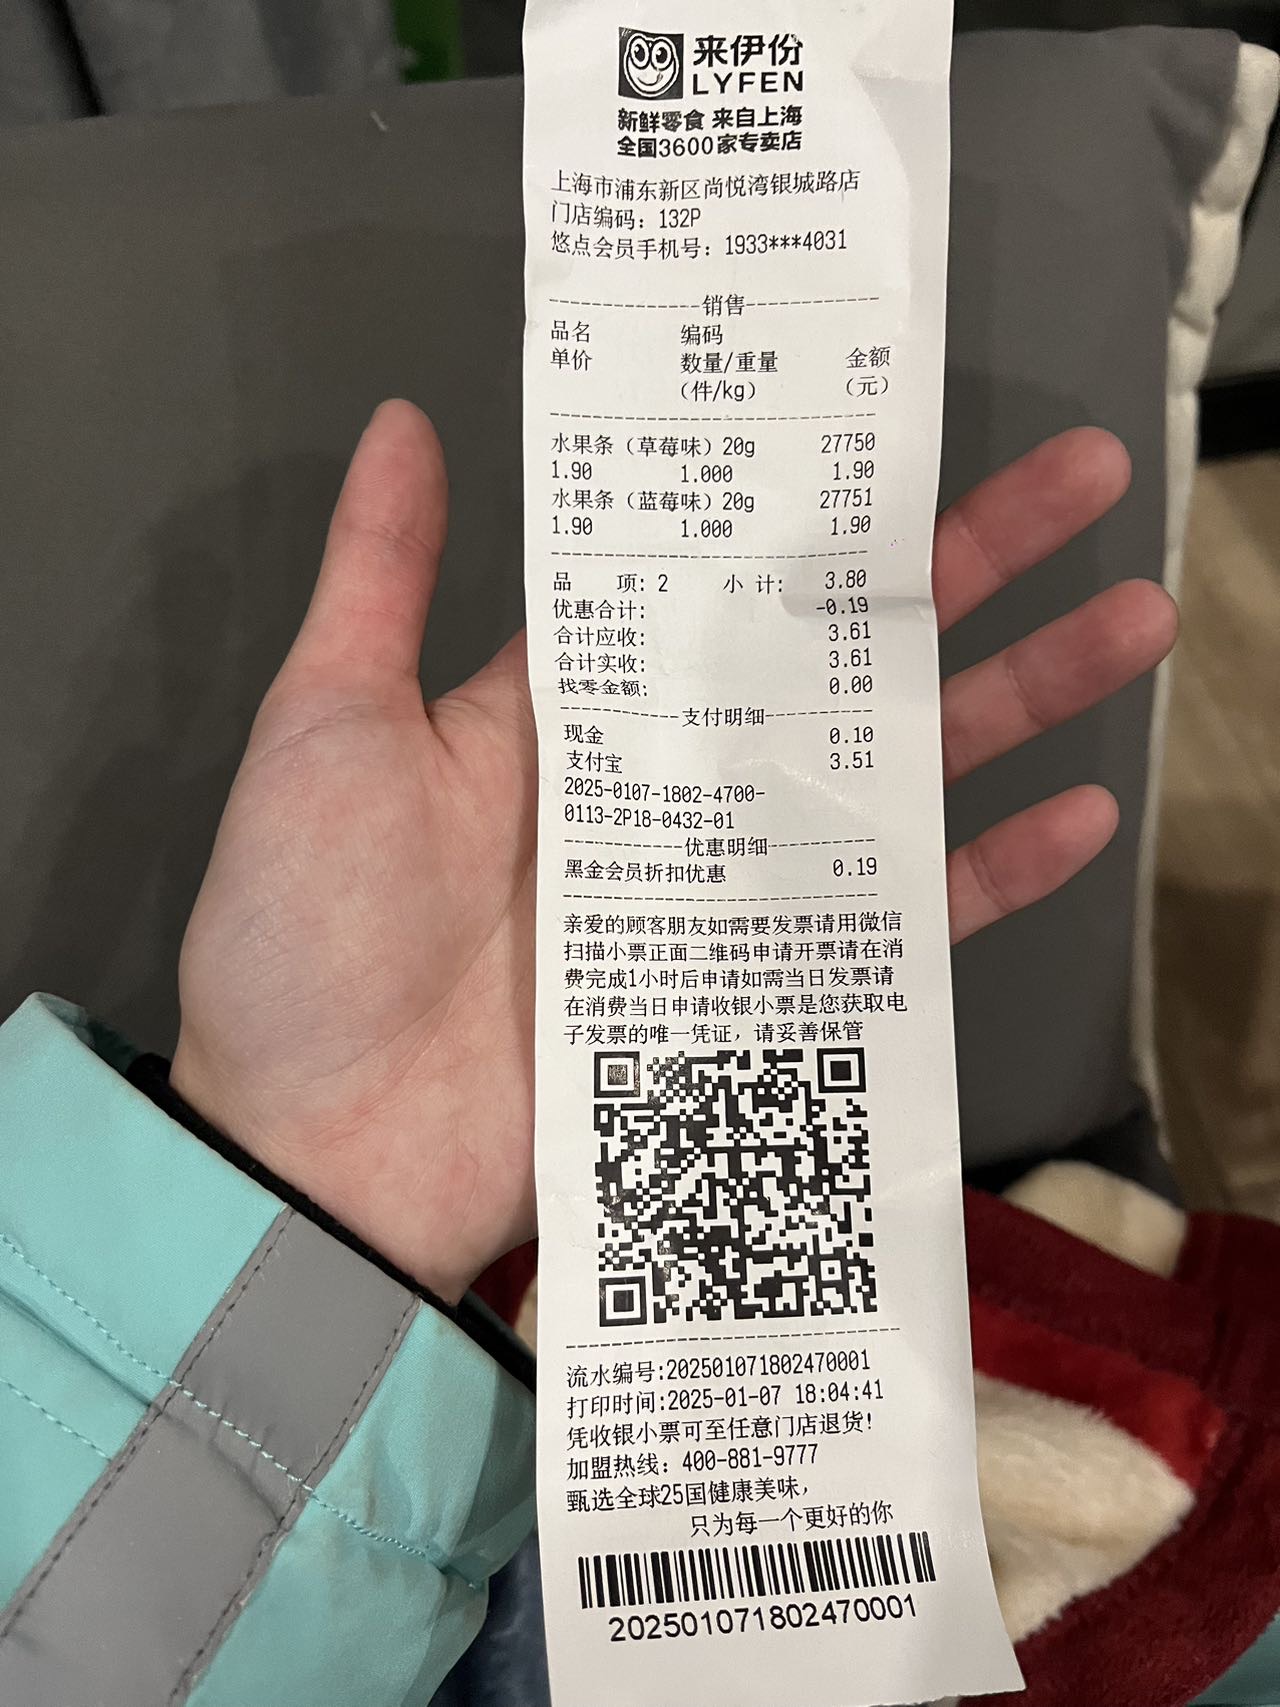 来伊份
LYFEN
新鲜零食 来自上海
全国3600家专卖店
上海市浦东新区尚悦湾银城路店
门店编码：132P
悠点会员手机号：1933***4031
------------销售------------
品名 编码
单价 数量/重量 金额
（件/kg） （元）
水果条（草莓味）20g 27750
1.90 1.000 1.90
水果条（蓝莓味）20g 27751
1.90 1.000 1.90
品 项: 2 小 计: 3.80
优惠合计: -0.19
合计应收: 3.61
合计实收: 3.61
找零金额: 0.00
----------支付明细----------
现金 0.10
支付宝 3.51
2025-0107-1802-4700-
0113-2P18-0432-01
----------优惠明细----------
黑金会员折扣优惠 0.19
亲爱的顾客朋友如需要发票请用微信
扫描小票正面二维码申请开票请在消
费完成1小时后申请如需当日发票请
在消费当日申请收银小票是您获取电
子发票的唯一凭证，请妥善保管
流水编号:202501071802470001
打印时间:2025-01-07 18:04:41
凭收银小票可至任意门店退货!
加盟热线：400-881-9777
甄选全球25国健康美味，
只为每一个更好的你
202501071802470001